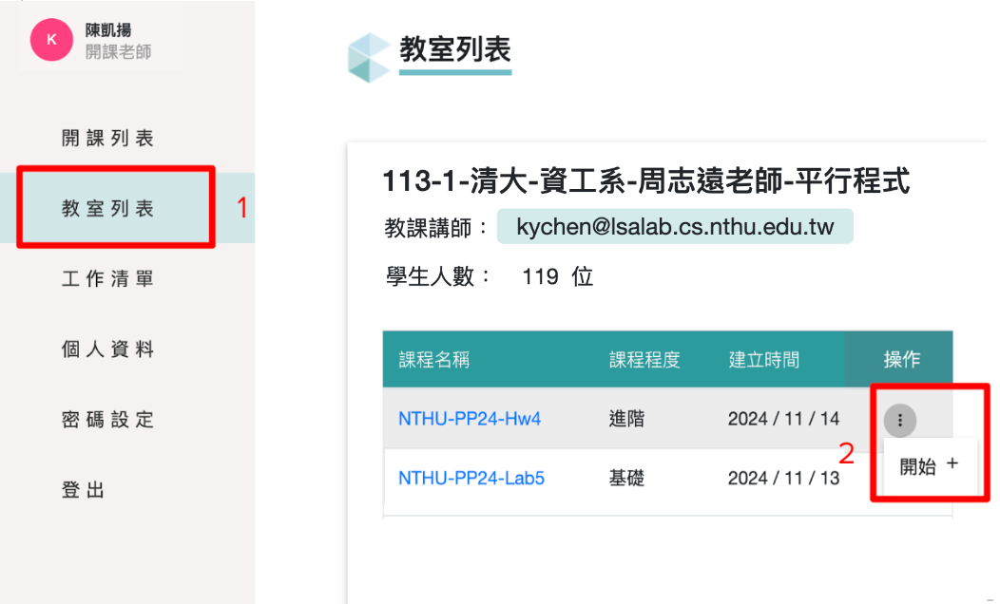 K
陳凱揚
開課老師
開課列表
教室列表
1
工作清單
個人資料
密碼設定
登出
教室列表
113-1-清大-資工系-周志遠老師-平行程式
教課講師： kychen@lsalab.cs.nthu.edu.tw
學生人數： 119 位
課程名稱 課程程度 建立時間 操作
NTHU-PP24-Hw4 進階 2024 / 11 / 14
2
開始 +
NTHU-PP24-Lab5 基礎 2024 / 11 / 13